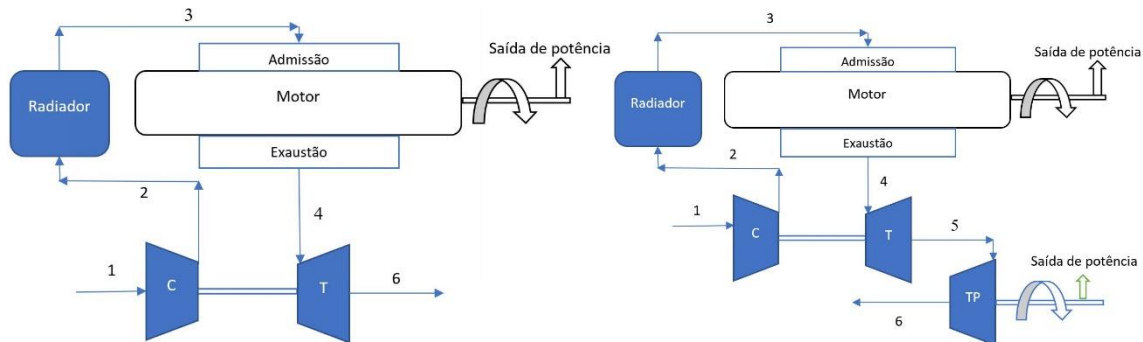 3
Admissão
Saída de potência
Radiador
Motor
Exaustão
2
4
1
C
T
6
3
Admissão
Saída de potência
Radiador
Motor
Exaustão
2
4
1
C
T
5
Saída de potência
TP
6